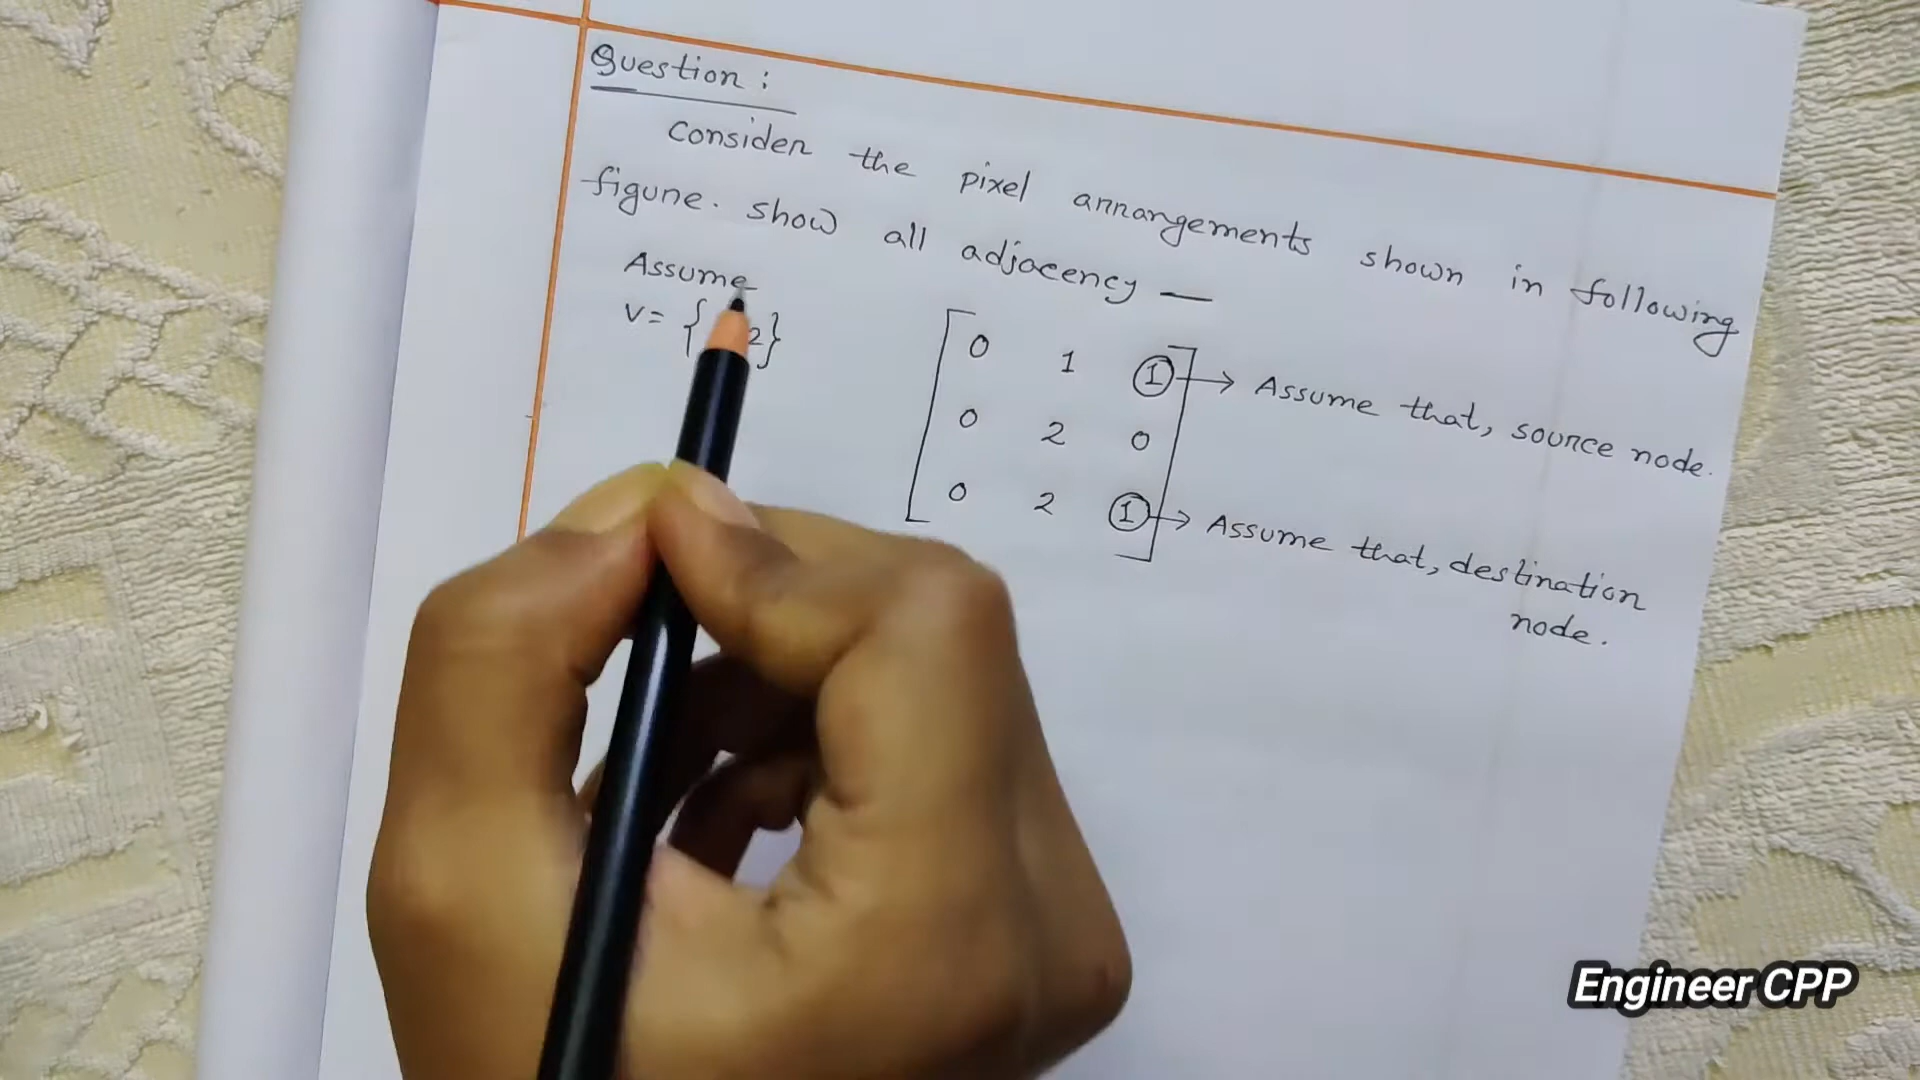 Question :
Consider the pixel arrangements shown in following
figure. show all adjacency —
Assume
V = { 2}
0 1 1 → Assume that, source node.
0 2 0
0 2 1 → Assume that, destination
node.
Engineer CPP